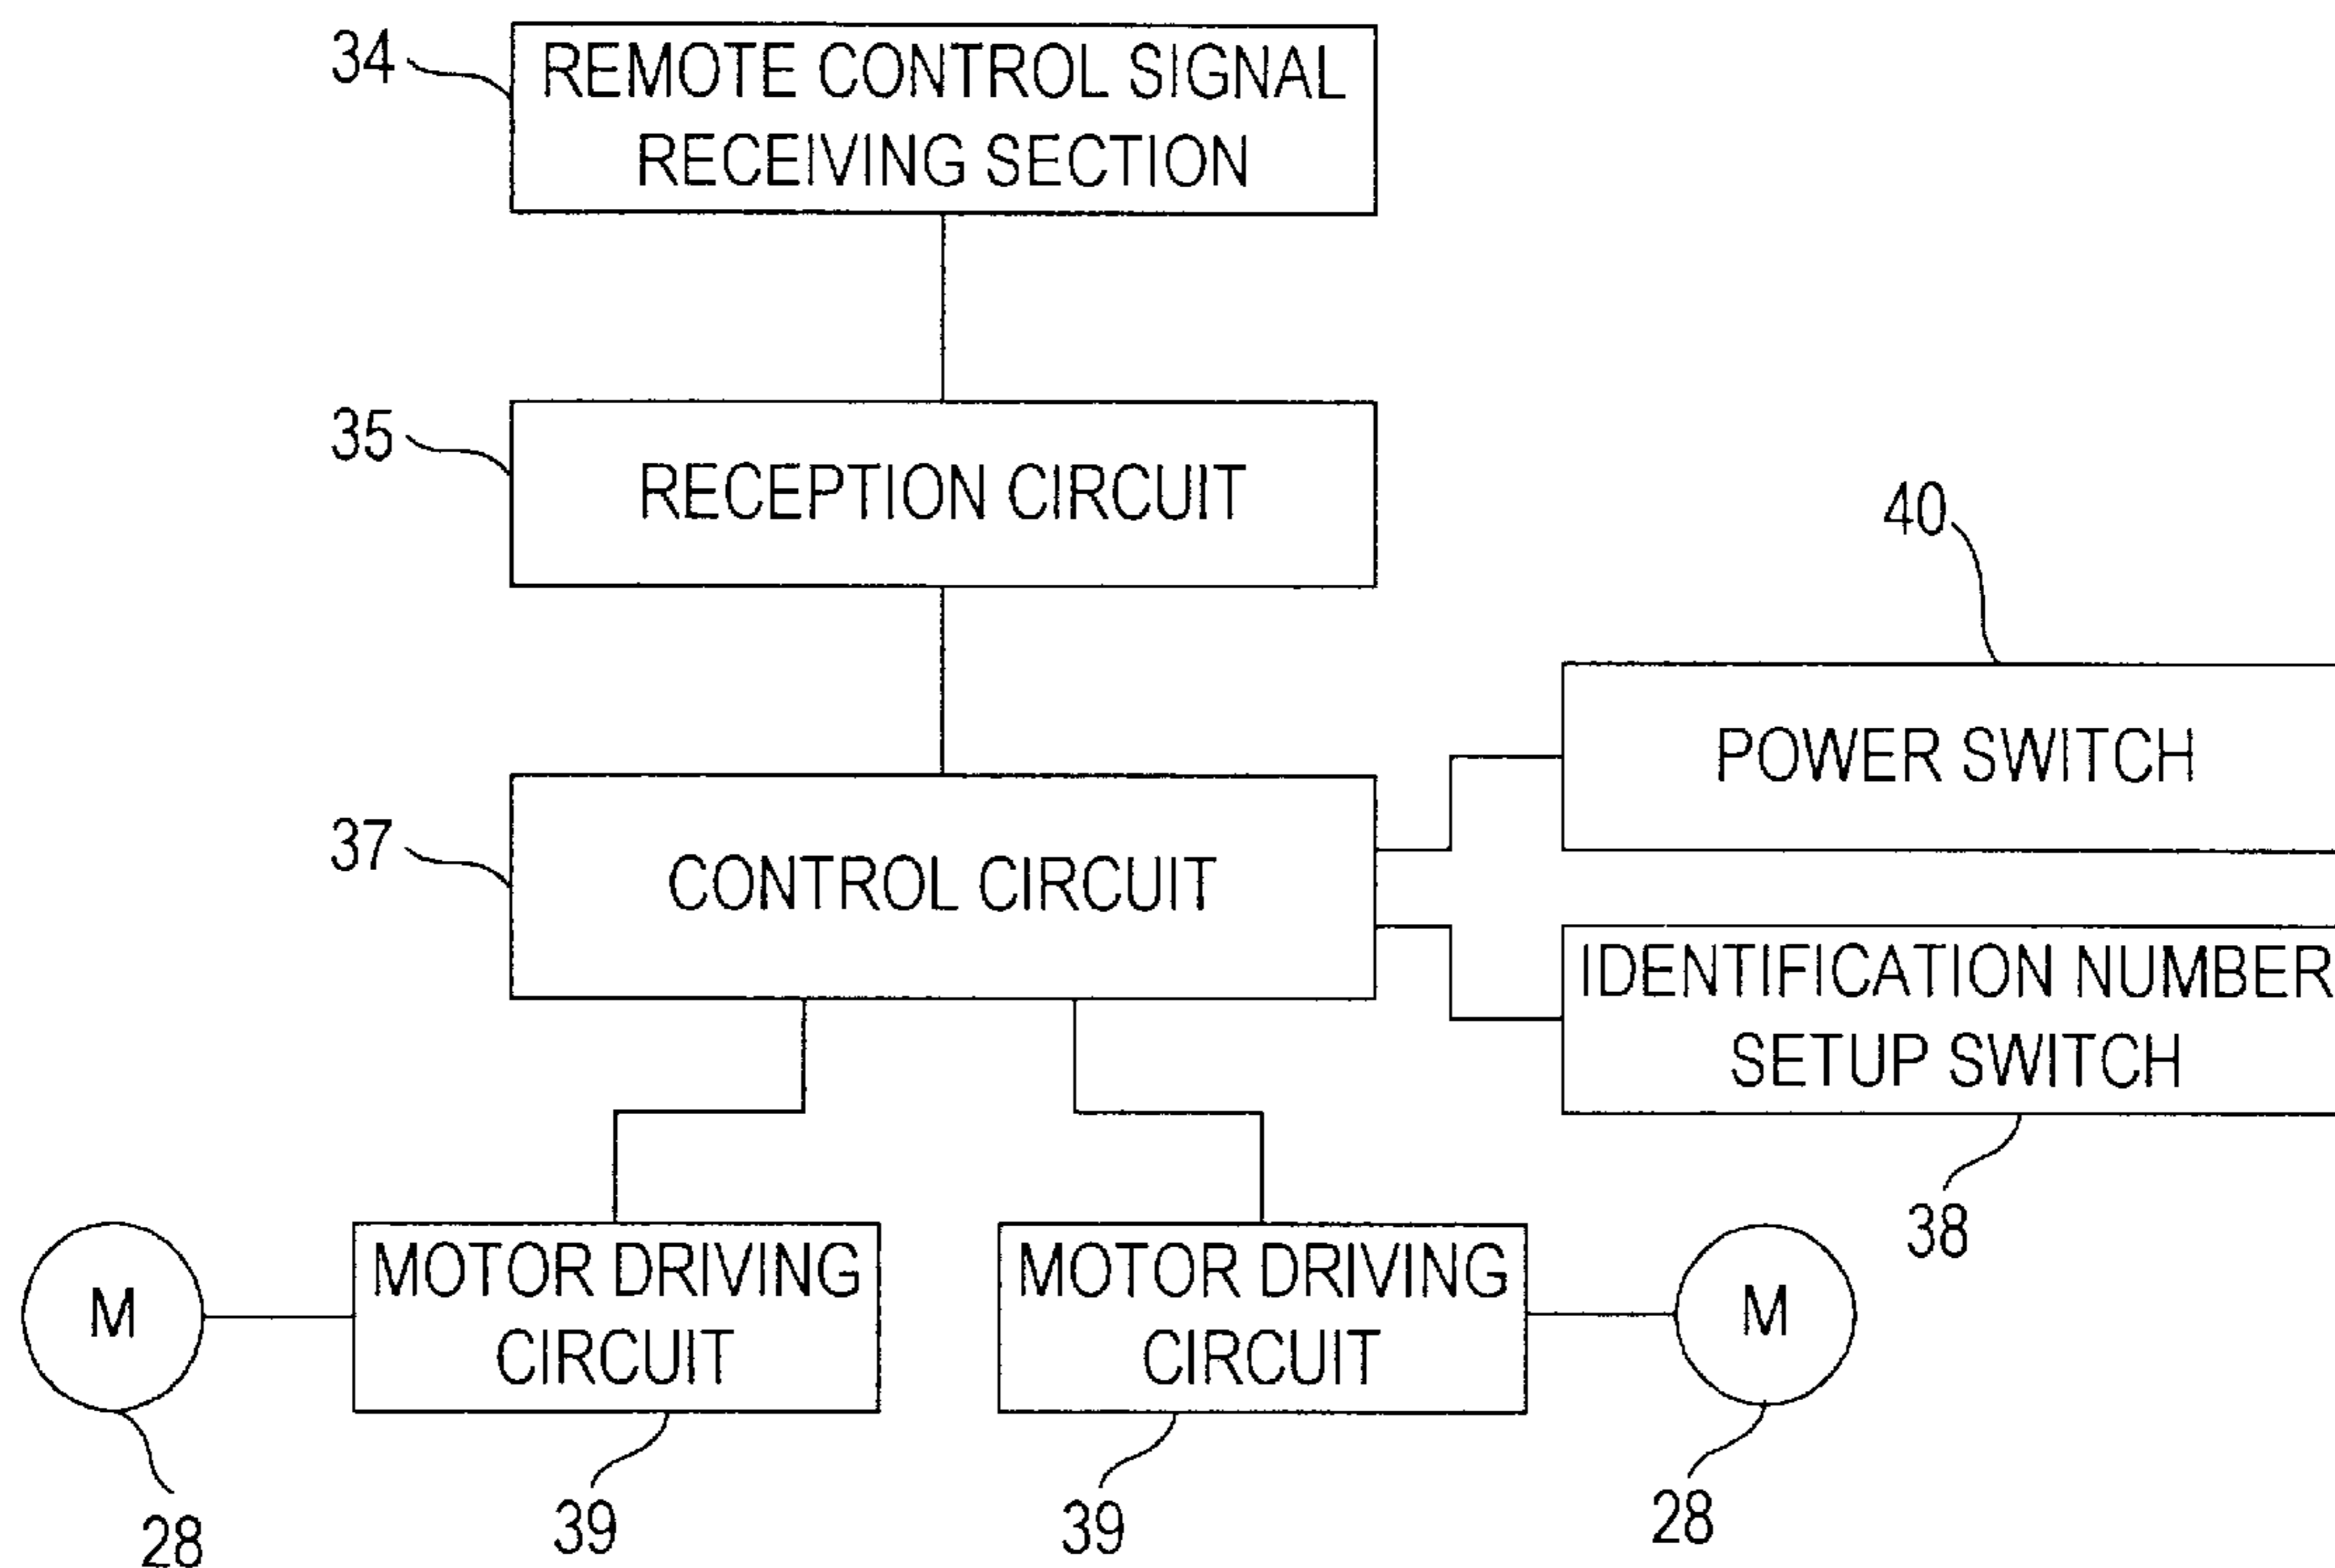 34
REMOTE CONTROL SIGNAL
RECEIVING SECTION
35
RECEPTION CIRCUIT
40
POWER SWITCH
37
CONTROL CIRCUIT
IDENTIFICATION NUMBER
SETUP SWITCH
38
M
MOTOR DRIVING
CIRCUIT
MOTOR DRIVING
CIRCUIT
M
28
39
39
28